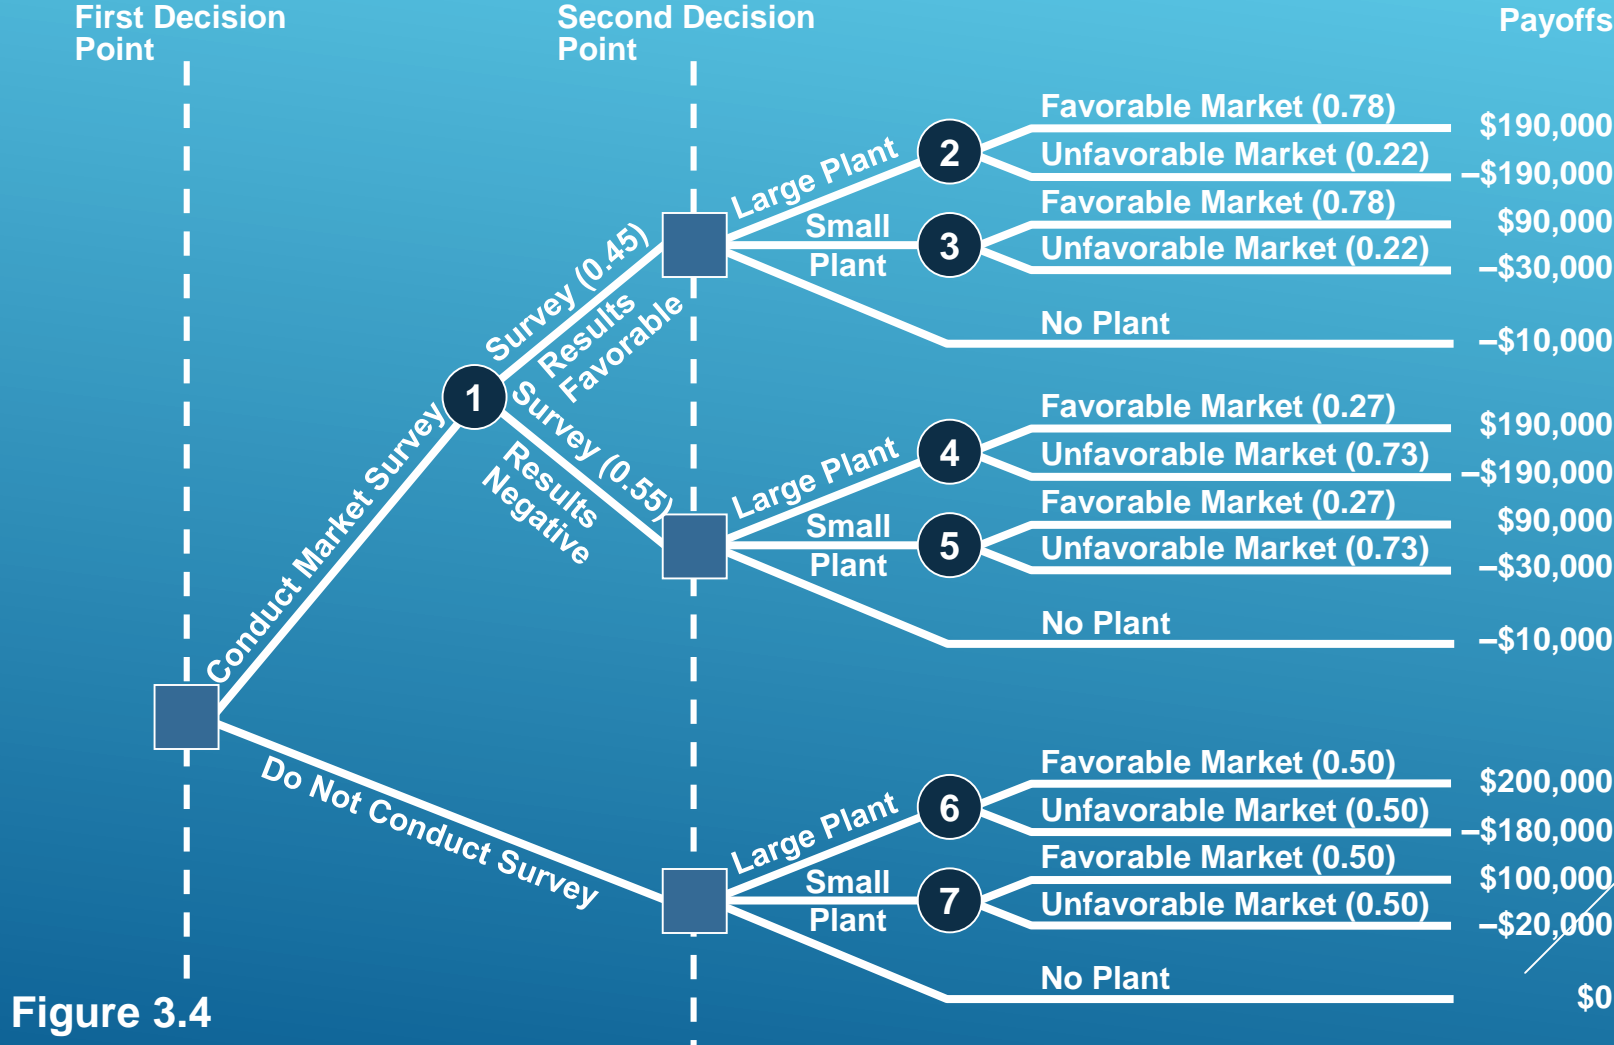 First Decision
Point
Second Decision
Point
Payoffs
Favorable Market (0.78)
$190,000
Large Plant
2
Unfavorable Market (0.22)
–$190,000
Favorable Market (0.78)
$90,000
Small
Plant
3
Unfavorable Market (0.22)
–$30,000
No Plant
–$10,000
Survey (0.45)
Results
Favorable
1
Survey (0.55)
Results
Negative
Favorable Market (0.27)
$190,000
Large Plant
4
Unfavorable Market (0.73)
–$190,000
Favorable Market (0.27)
$90,000
Small
Plant
5
Unfavorable Market (0.73)
–$30,000
No Plant
–$10,000
Conduct Market Survey
Do Not Conduct Survey
Favorable Market (0.50)
$200,000
Large Plant
6
Unfavorable Market (0.50)
–$180,000
Favorable Market (0.50)
$100,000
Small
Plant
7
Unfavorable Market (0.50)
–$20,000
No Plant
$0
Figure 3.4